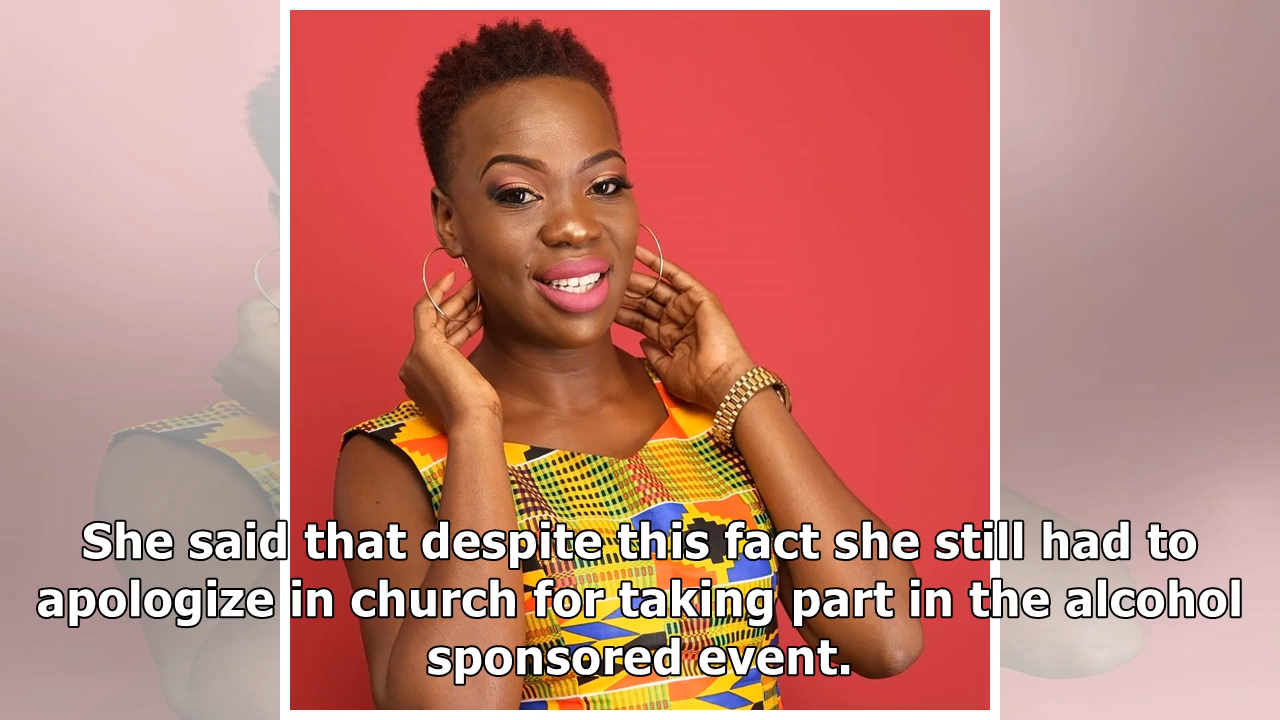 She said that despite this fact she still had to
apologize in church for taking part in the alcohol
sponsored event.